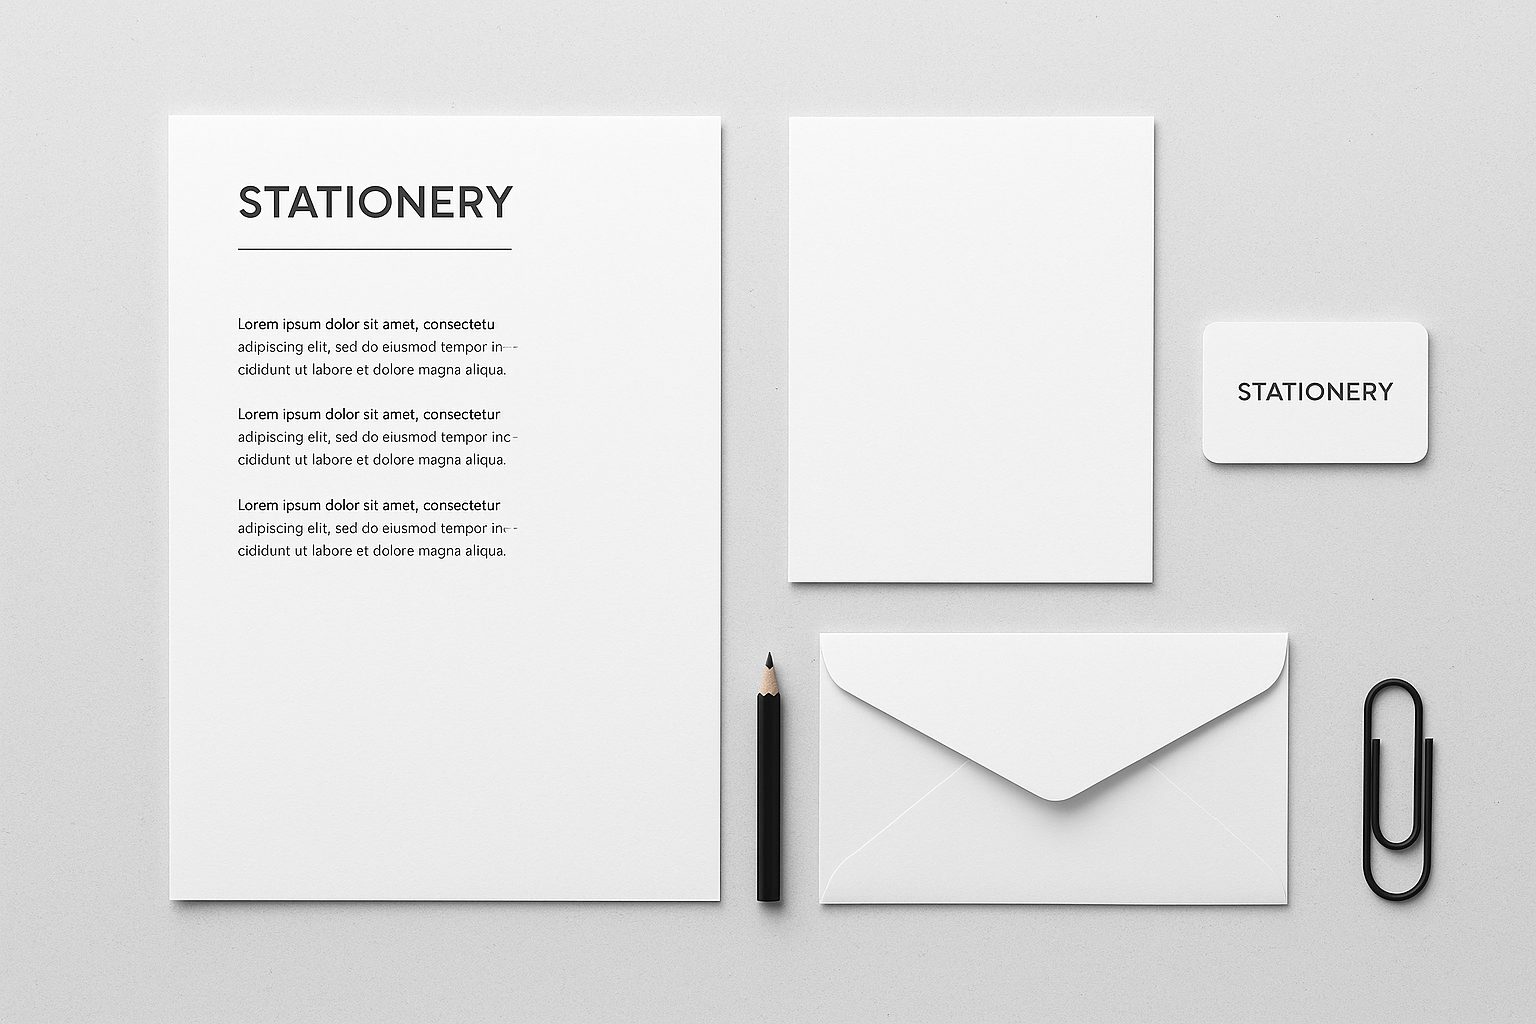 STATIONERY
Lorem ipsum dolor sit amet, consectetu
adipiscing elit, sed do eiusmod tempor in--
cididunt ut labore et dolore magna aliqua.
Lorem ipsum dolor sit amet, consectetur
adipiscing elit, sed do eiusmod tempor inc-
cididunt ut labore et dolore magna aliqua.
Lorem ipsum dolor sit amet, consectetur
adipiscing elit, sed do eiusmod tempor inc--
cididunt ut labore et dolore magna aliqua.
STATIONERY